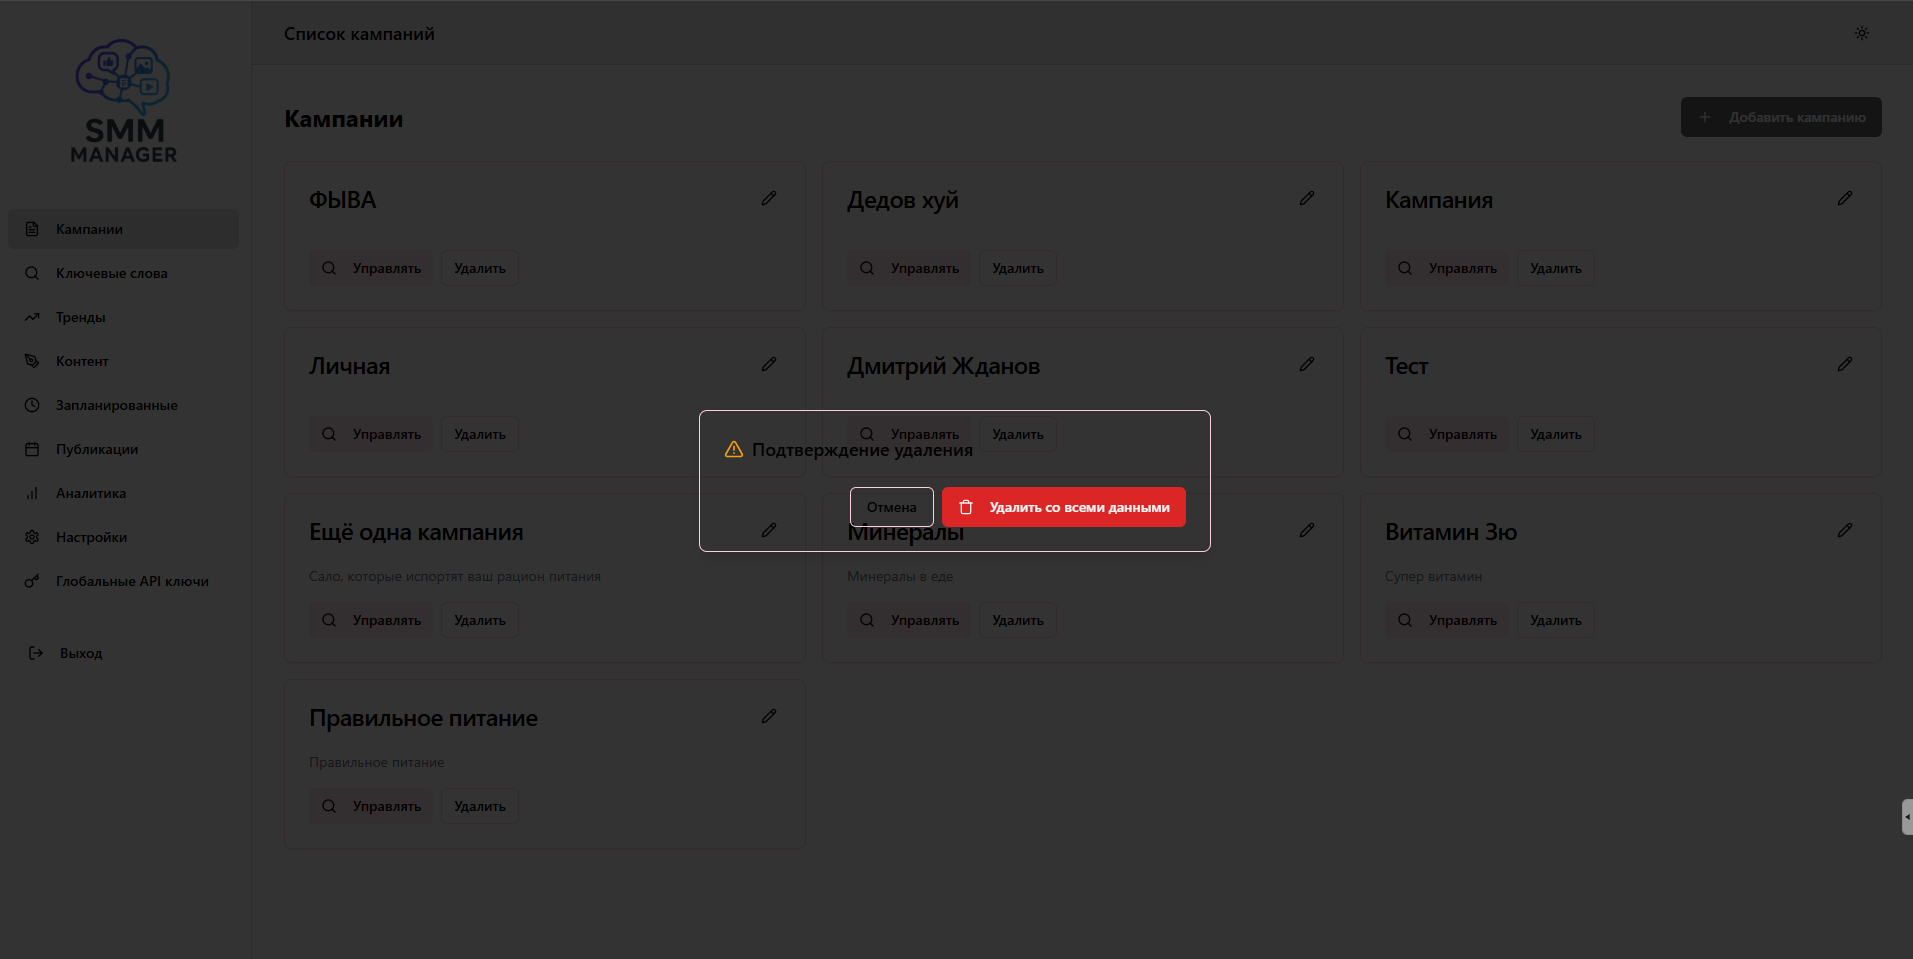 SMM
MANAGER
Кампании
Ключевые слова
Тренды
Контент
Запланированные
Публикации
Аналитика
Настройки
Глобальные API ключи
Выход
Список кампаний
Кампании
Добавить кампанию
ФЫВА
Управлять Удалить
Дедов хуй
Управлять Удалить
Кампания
Управлять Удалить
Личная
Управлять Удалить
Дмитрий Жданов
Управлять Удалить
Тест
Управлять Удалить
Подтверждение удаления
Отмена Удалить со всеми данными
Ещё одна кампания
Сало, которые испортят ваш рацион питания
Управлять Удалить
Минералы
Минералы в еде
Управлять Удалить
Витамин 3ю
Супер витамин
Управлять Удалить
Правильное питание
Правильное питание
Управлять Удалить